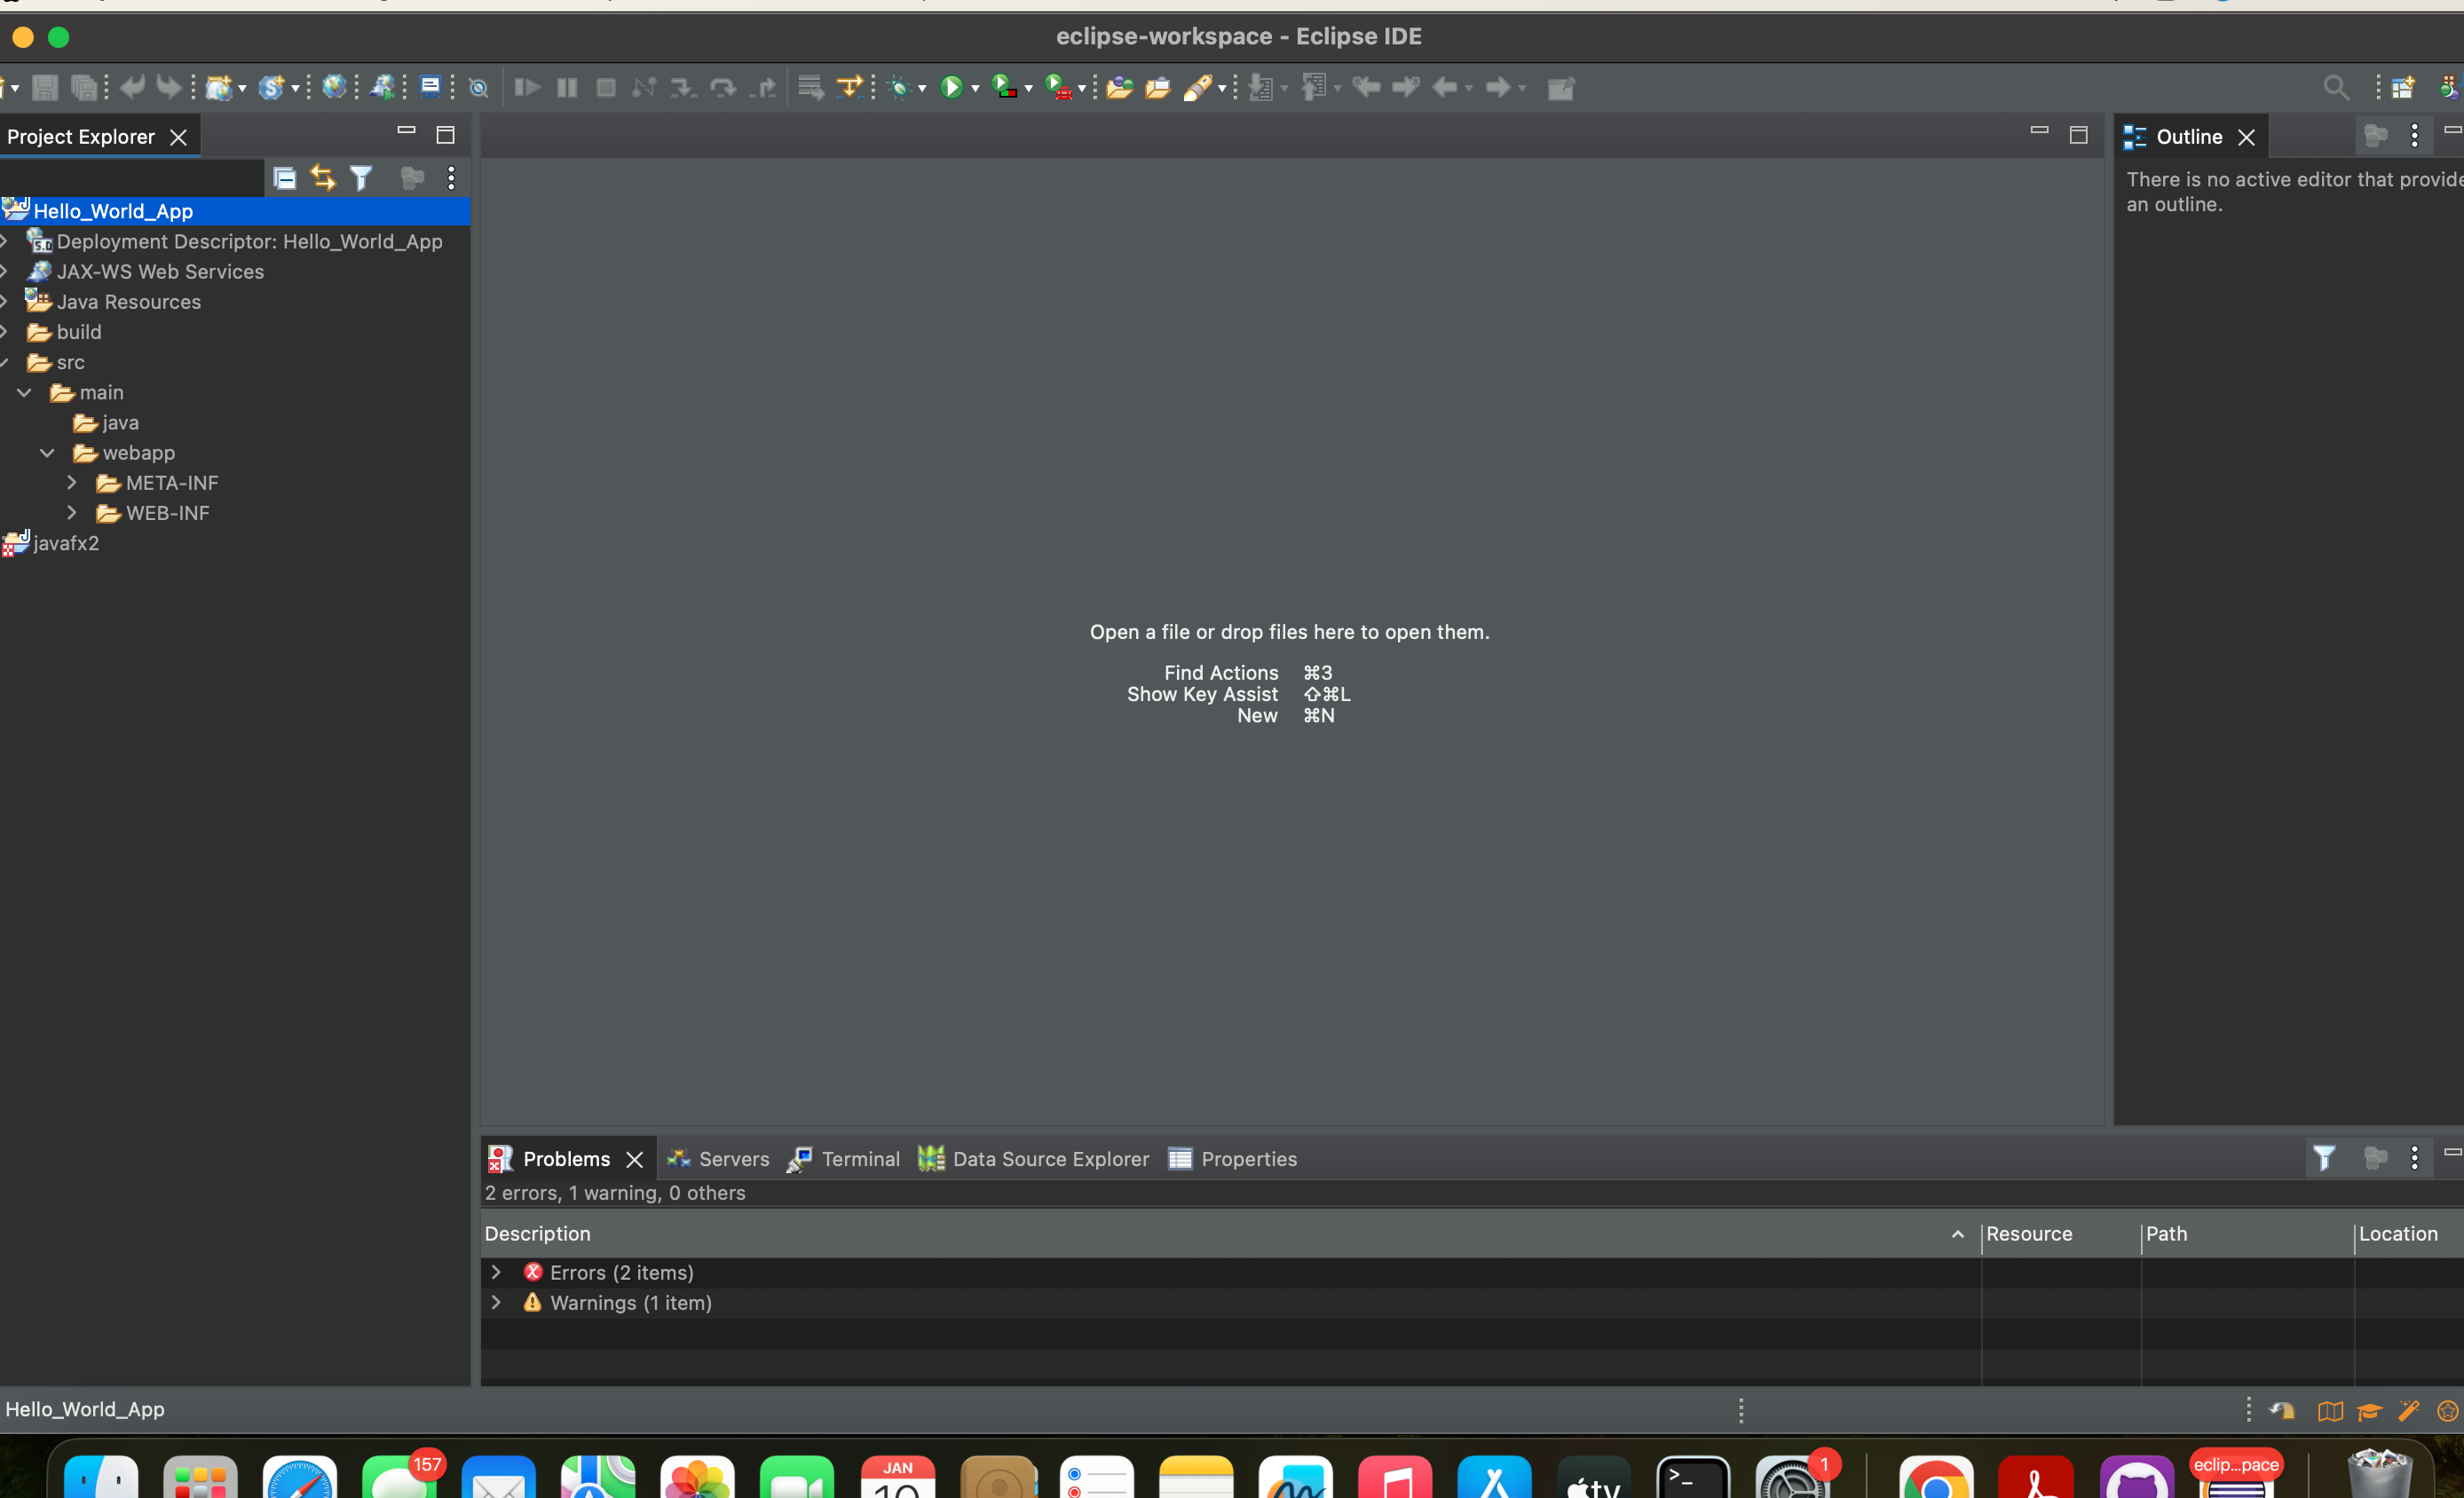 eclipse-workspace - Eclipse IDE
Project Explorer
Hello_World_App
Deployment Descriptor: Hello_World_App
JAX-WS Web Services
Java Resources
build
src
main
java
webapp
META-INF
WEB-INF
javafx2
Open a file or drop files here to open them.
Find Actions ⌘3
Show Key Assist ⇧⌘L
New ⌘N
Outline
There is no active editor that provide
an outline.
Problems Servers Terminal Data Source Explorer Properties
2 errors, 1 warning, 0 others
Description Resource Path Location
Errors (2 items)
Warnings (1 item)
Hello_World_App
157
JAN
10
tv
>_
1
eclip...pace